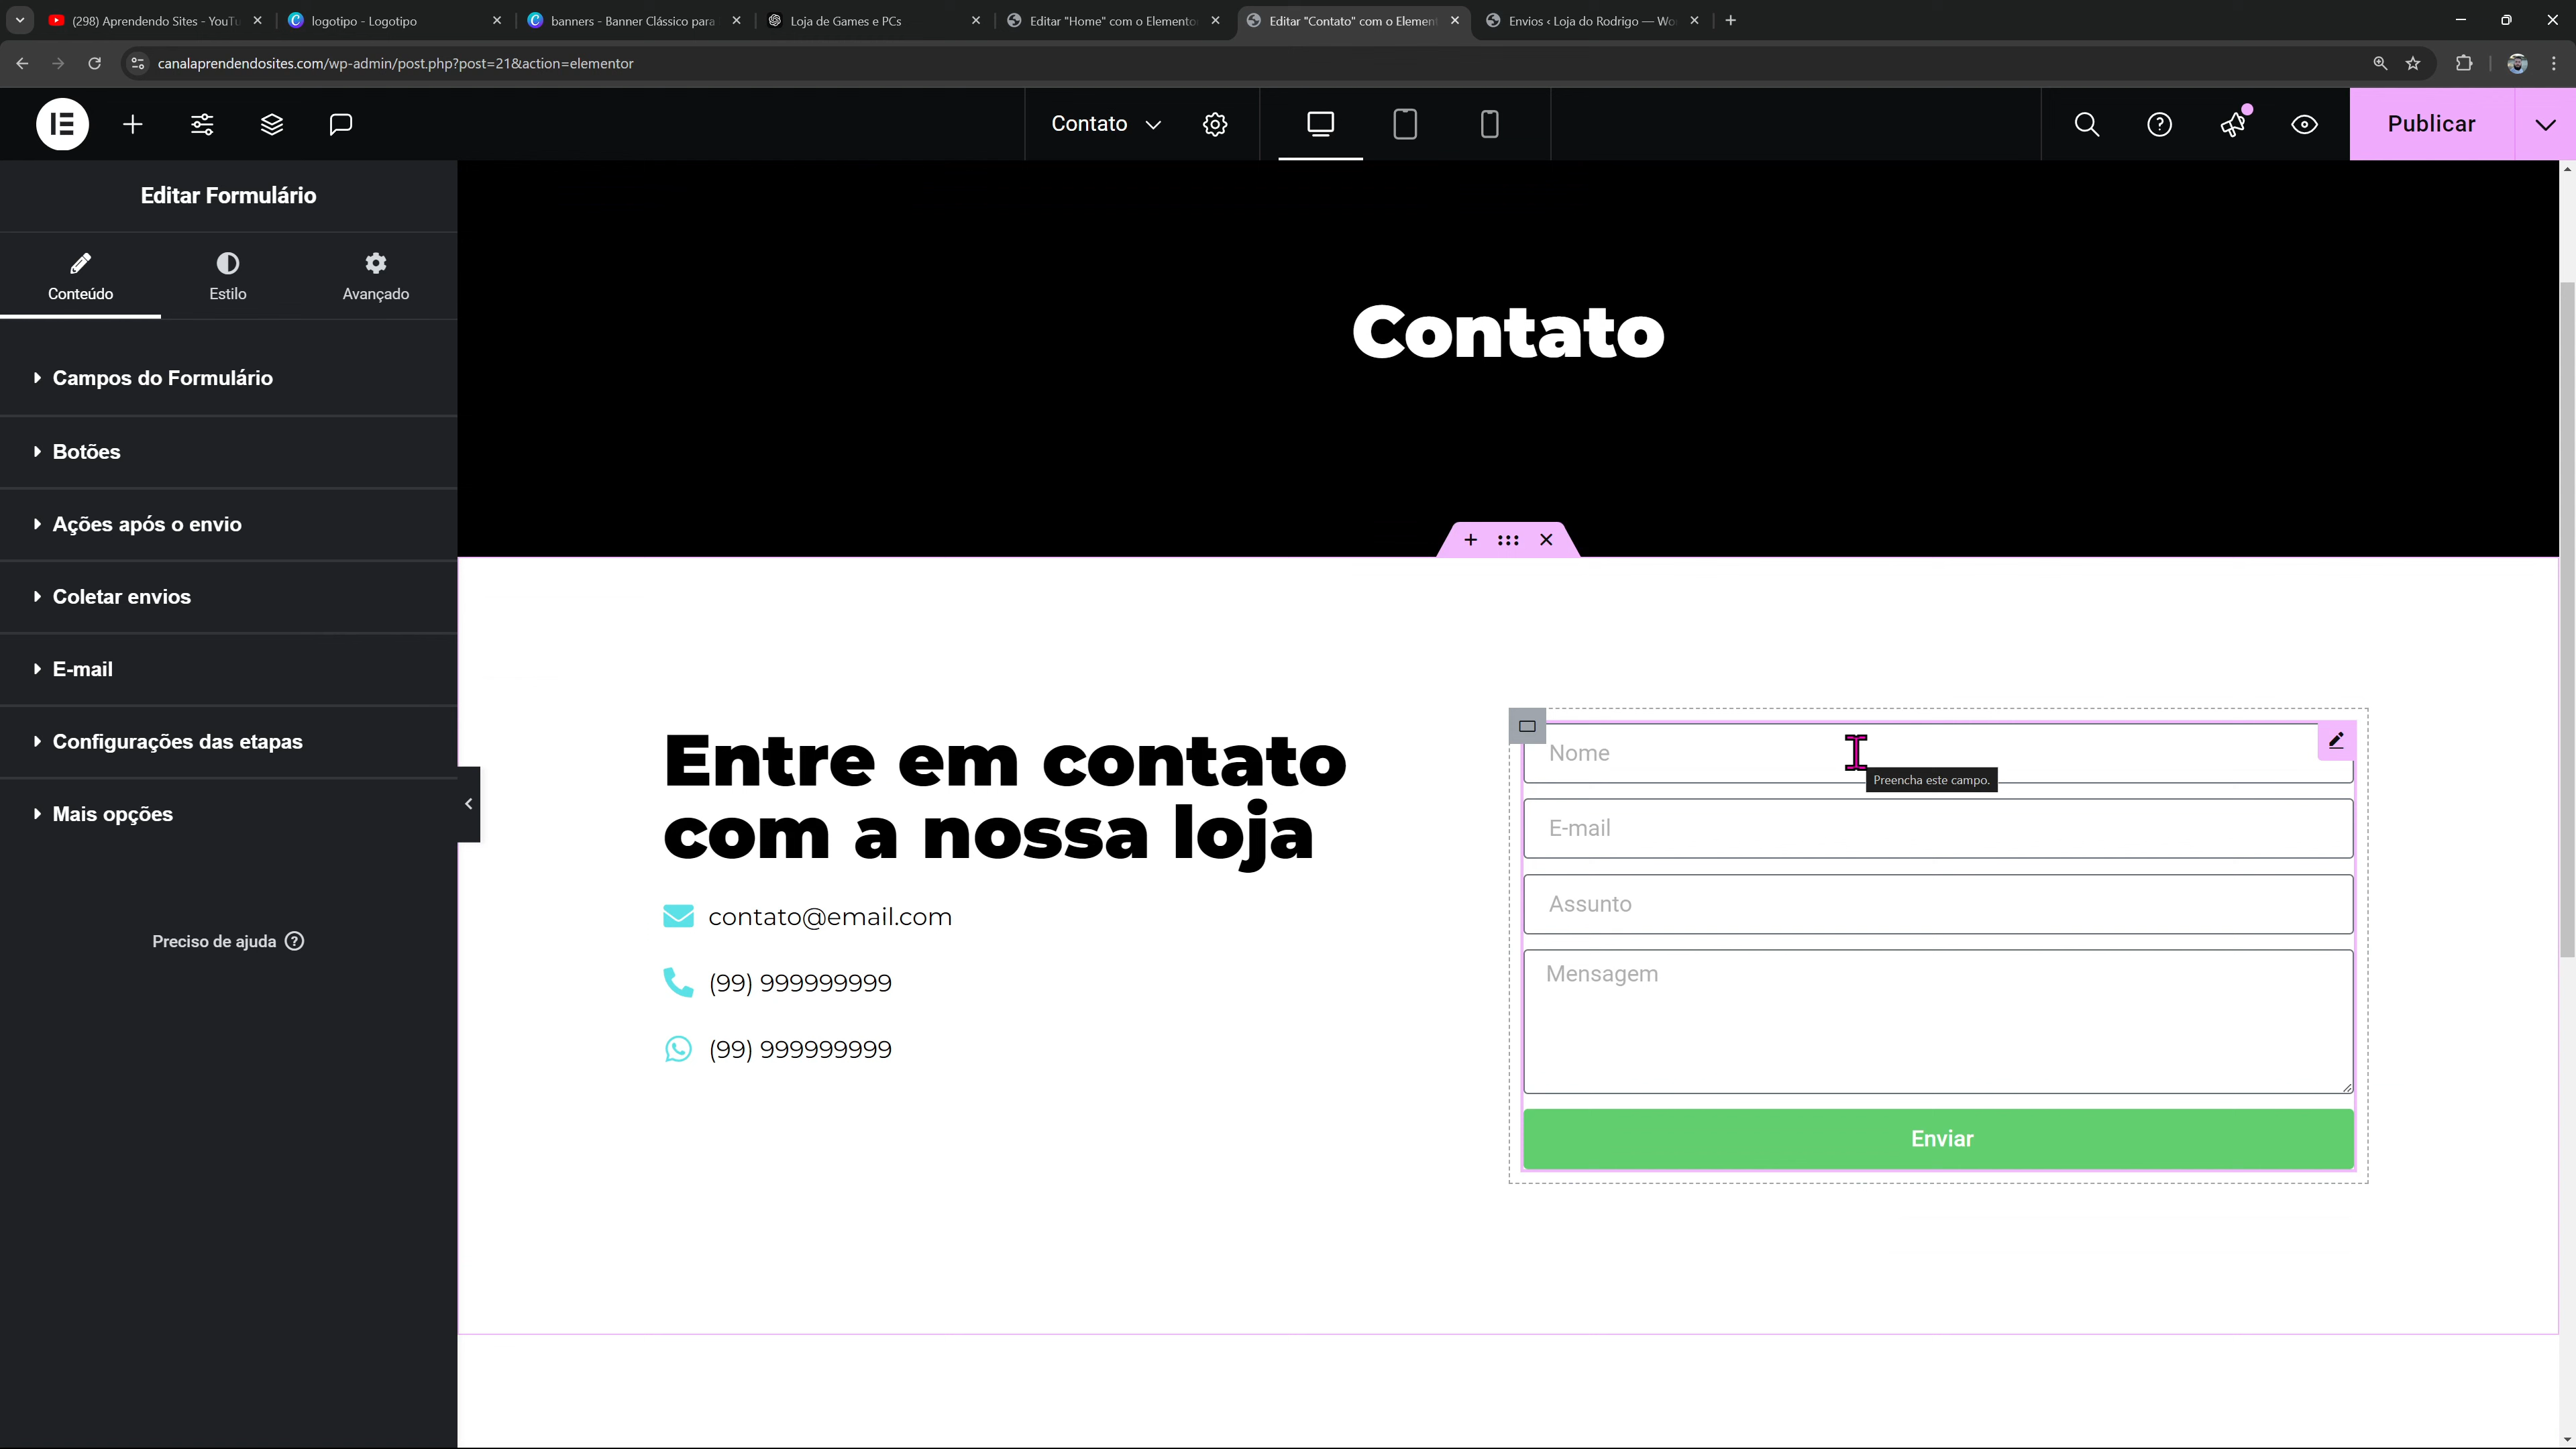 (298) Aprendendo Sites - YouTu
logotipo - Logotipo
banners - Banner Clássico para
Loja de Games e PCs
Editar "Home" com o Elemento
Editar "Contato" com o Element
Envios ‹ Loja do Rodrigo — Wo
canalaprendendosites.com/wp-admin/post.php?post=21&action=elementor
Contato
Publicar
Editar Formulário
Conteúdo
Estilo
Avançado
Campos do Formulário
Botões
Ações após o envio
Coletar envios
E-mail
Configurações das etapas
Mais opções
Preciso de ajuda
Contato
Entre em contato
com a nossa loja
contato@email.com
(99) 999999999
(99) 999999999
Nome
Preencha este campo.
E-mail
Assunto
Mensagem
Enviar